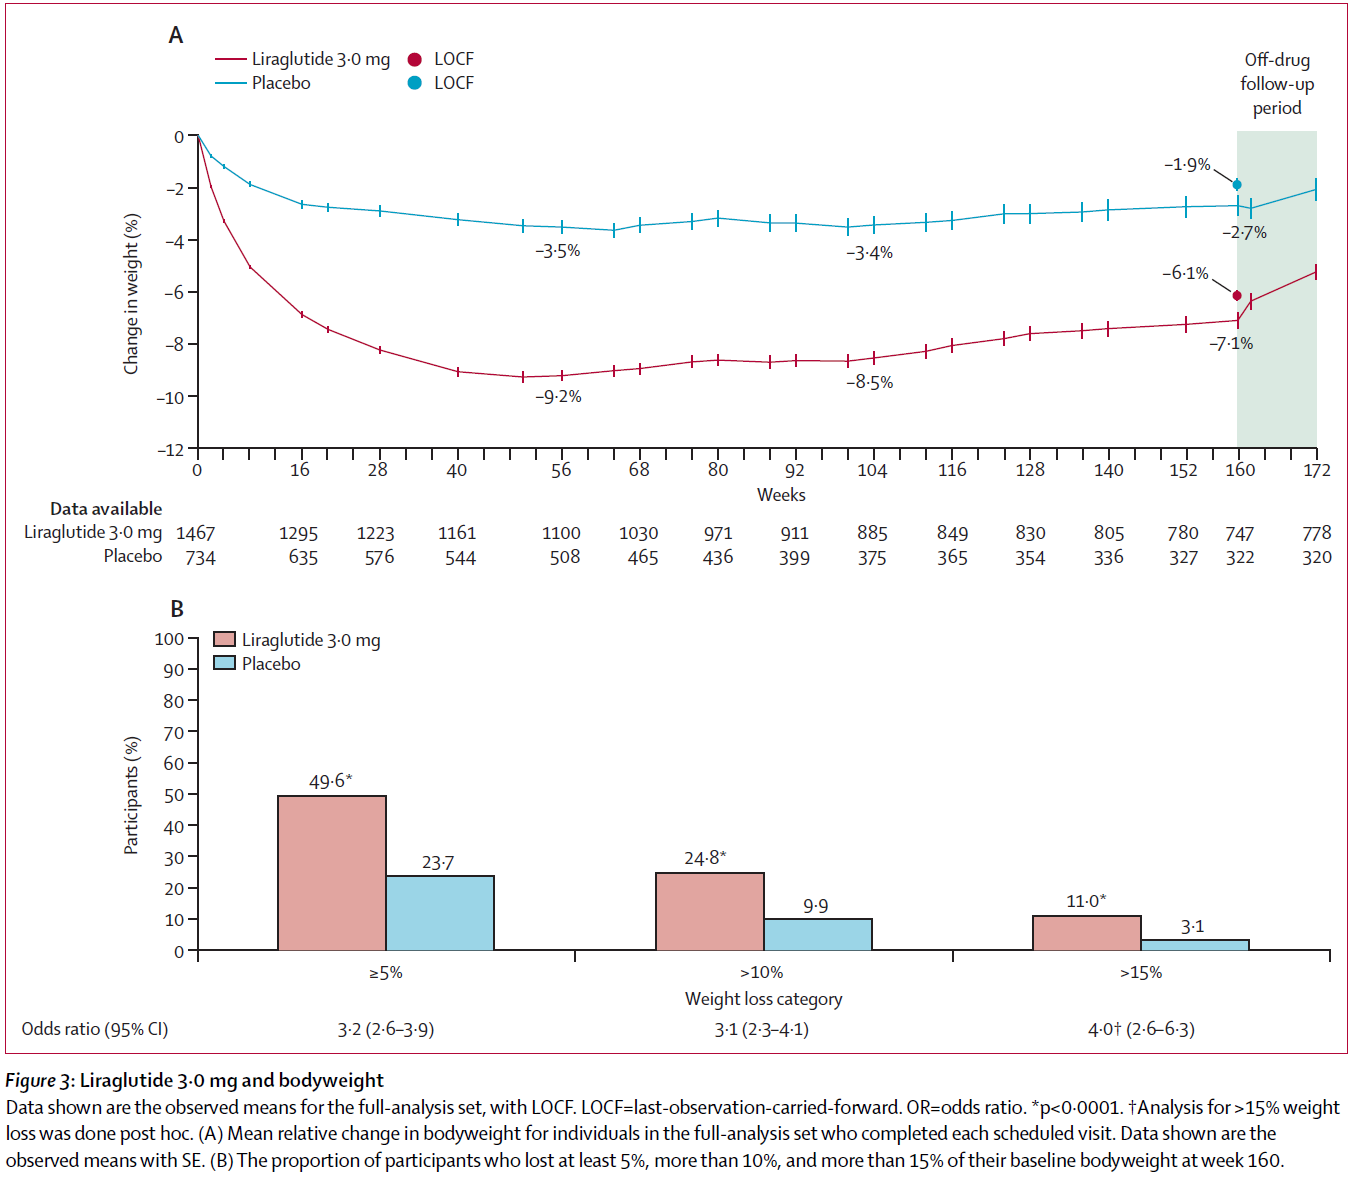 A
Liraglutide 3·0 mg LOCF
Placebo LOCF
Off-drug
follow-up
period
Change in weight (%)
0
–2
–4
–6
–8
–10
–12
–3·5%
–3·4%
–1·9%
–2·7%
–6·1%
–7·1%
–9·2%
–8·5%
0 16 28 40 56 68 80 92 104 116 128 140 152 160 172
Weeks
Data available
Liraglutide 3·0 mg 1467 1295 1223 1161 1100 1030 971 911 885 849 830 805 780 747 778
Placebo 734 635 576 544 508 465 436 399 375 365 354 336 327 322 320
B
Liraglutide 3·0 mg
Placebo
Participants (%)
100
90
80
70
60
50
40
30
20
10
0
49·6*
23·7
24·8*
9·9
11·0*
3·1
≥5% >10% >15%
Weight loss category
Odds ratio (95% CI) 3·2 (2·6–3·9) 3·1 (2·3–4·1) 4·0† (2·6–6·3)
Figure 3: Liraglutide 3·0 mg and bodyweight
Data shown are the observed means for the full-analysis set, with LOCF. LOCF=last-observation-carried-forward. OR=odds ratio. *p<0·0001. †Analysis for >15% weight
loss was done post hoc. (A) Mean relative change in bodyweight for individuals in the full-analysis set who completed each scheduled visit. Data shown are the
observed means with SE. (B) The proportion of participants who lost at least 5%, more than 10%, and more than 15% of their baseline bodyweight at week 160.